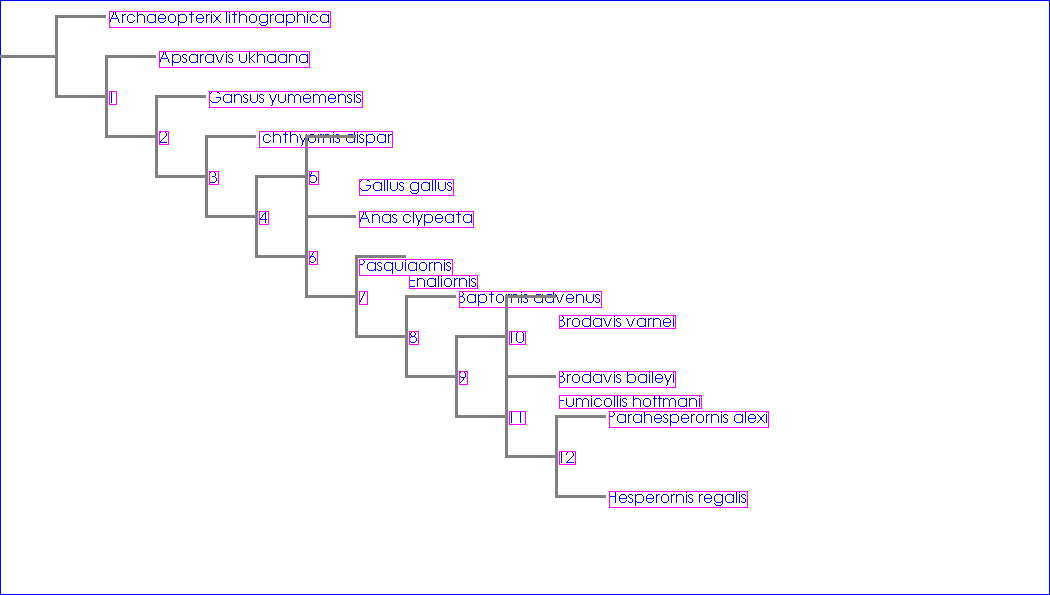 Archaeopterix lithographica
Apsaravis ukhaana
1
Gansus yumemensis
2
Ichthyornis dispar
3
5
Gallus gallus
4
Anas clypeata
6
Pasquiaornis
Enaliornis
7
Baptornis advenus
Brodavis varnei
8
10
9
Brodavis baileyi
Fumicollis hoffmani
11
Parahesperornis alexi
12
Hesperornis regalis